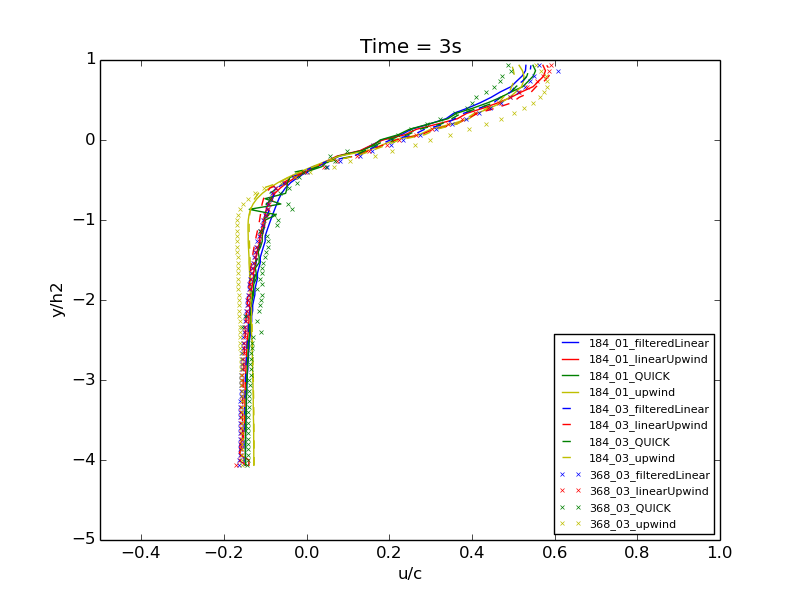 Time = 3s
1
0
−1
−2
−3
−4
−5
y/h2
−0.4
−0.2
0.0
0.2
0.4
0.6
0.8
1.0
u/c
184_01_filteredLinear
184_01_linearUpwind
184_01_QUICK
184_01_upwind
184_03_filteredLinear
184_03_linearUpwind
184_03_QUICK
184_03_upwind
368_03_filteredLinear
368_03_linearUpwind
368_03_QUICK
368_03_upwind